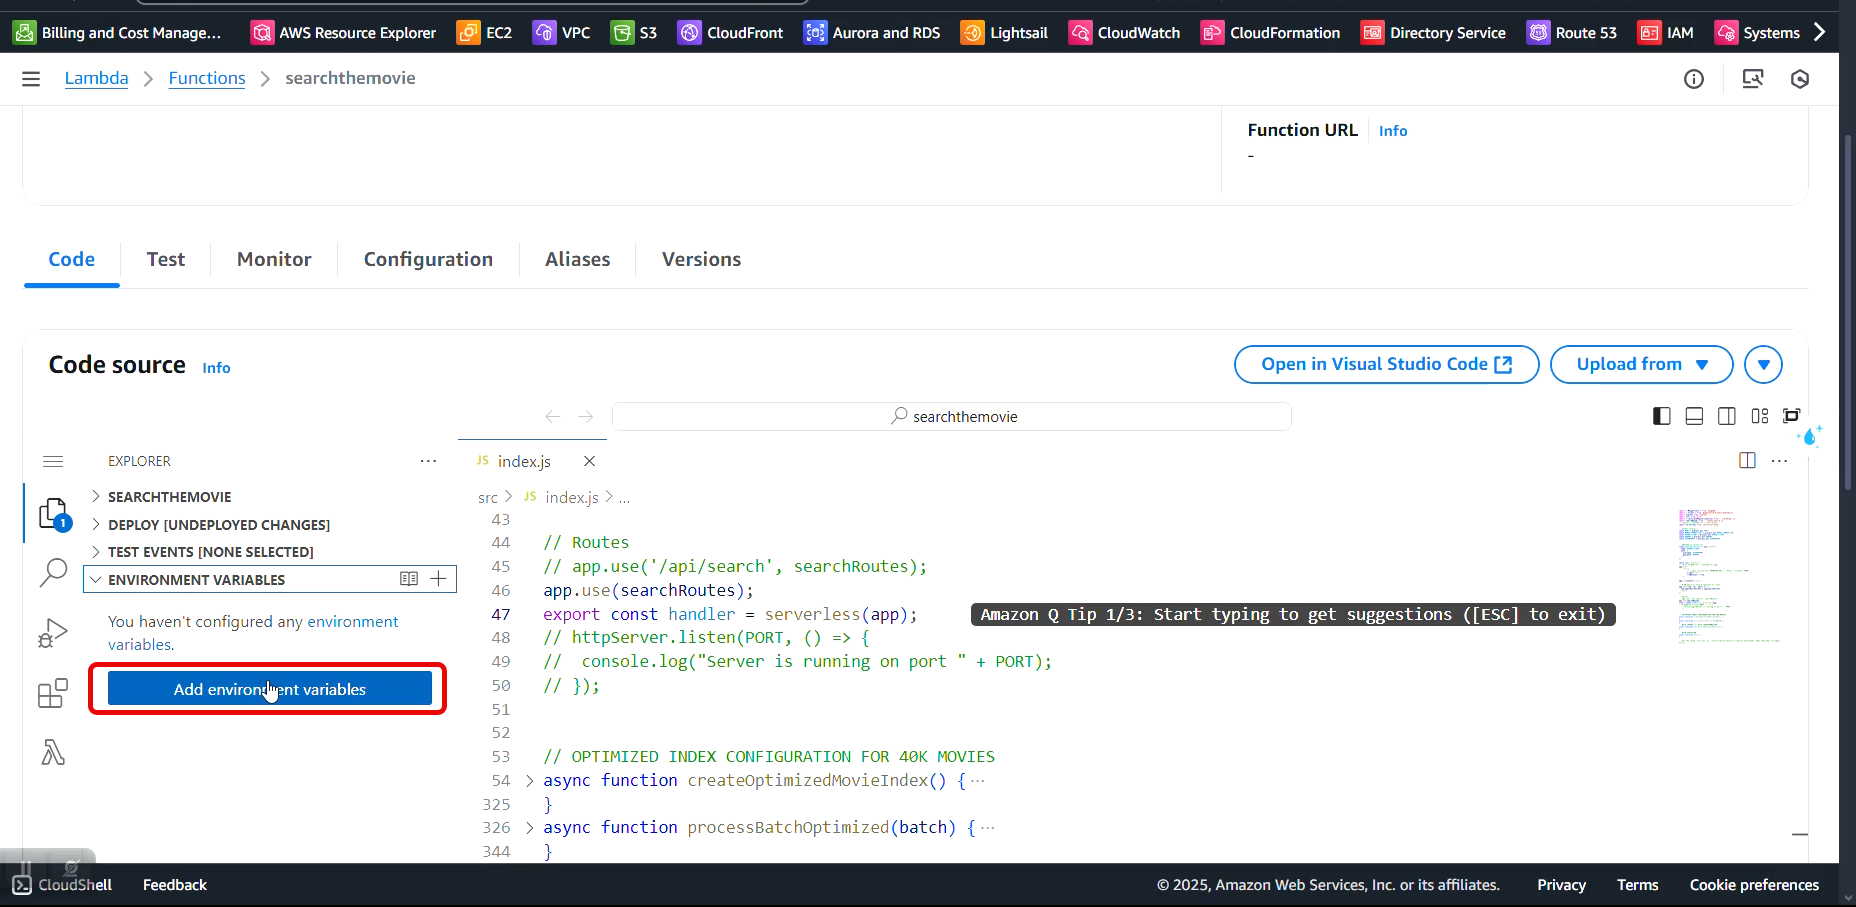 Billing and Cost Manage... AWS Resource Explorer EC2 VPC S3 CloudFront Aurora and RDS Lightsail CloudWatch CloudFormation Directory Service Route 53 IAM Systems
Lambda > Functions > searchthemovie
Function URL Info
-
Code Test Monitor Configuration Aliases Versions
Code source Info
Open in Visual Studio Code Upload from
searchthemovie
EXPLORER ...
JS index.js
SEARCHTHEMOVIE
DEPLOY [UNDEPLOYED CHANGES]
TEST EVENTS [NONE SELECTED]
ENVIRONMENT VARIABLES
You haven't configured any environment
variables.
Add environment variables
1
src > JS index.js > ...
43
44 // Routes
45 // app.use('/api/search', searchRoutes);
46 app.use(searchRoutes);
47 export const handler = serverless(app); Amazon Q Tip 1/3: Start typing to get suggestions ([ESC] to exit)
48 // httpServer.listen(PORT, () => {
49 //  console.log("Server is running on port " + PORT);
50 // });
51
52
53 // OPTIMIZED INDEX CONFIGURATION FOR 40K MOVIES
54 > async function createOptimizedMovieIndex() { ...
325 }
326 > async function processBatchOptimized(batch) { ...
344 }
CloudShell Feedback © 2025, Amazon Web Services, Inc. or its affiliates. Privacy Terms Cookie preferences